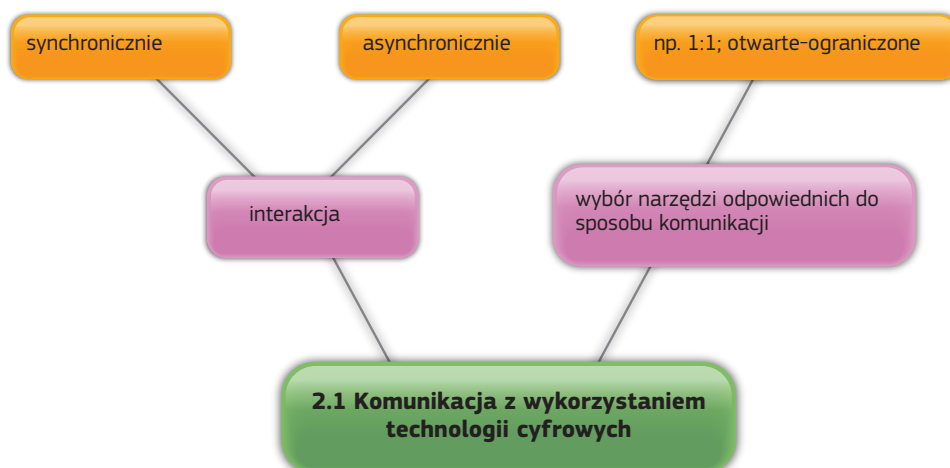 synchronicznie
asynchronicznie
np. 1:1; otwarte-ograniczone
interakcja
wybór narzędzi odpowiednich do
sposobu komunikacji
2.1 Komunikacja z wykorzystaniem
technologii cyfrowych